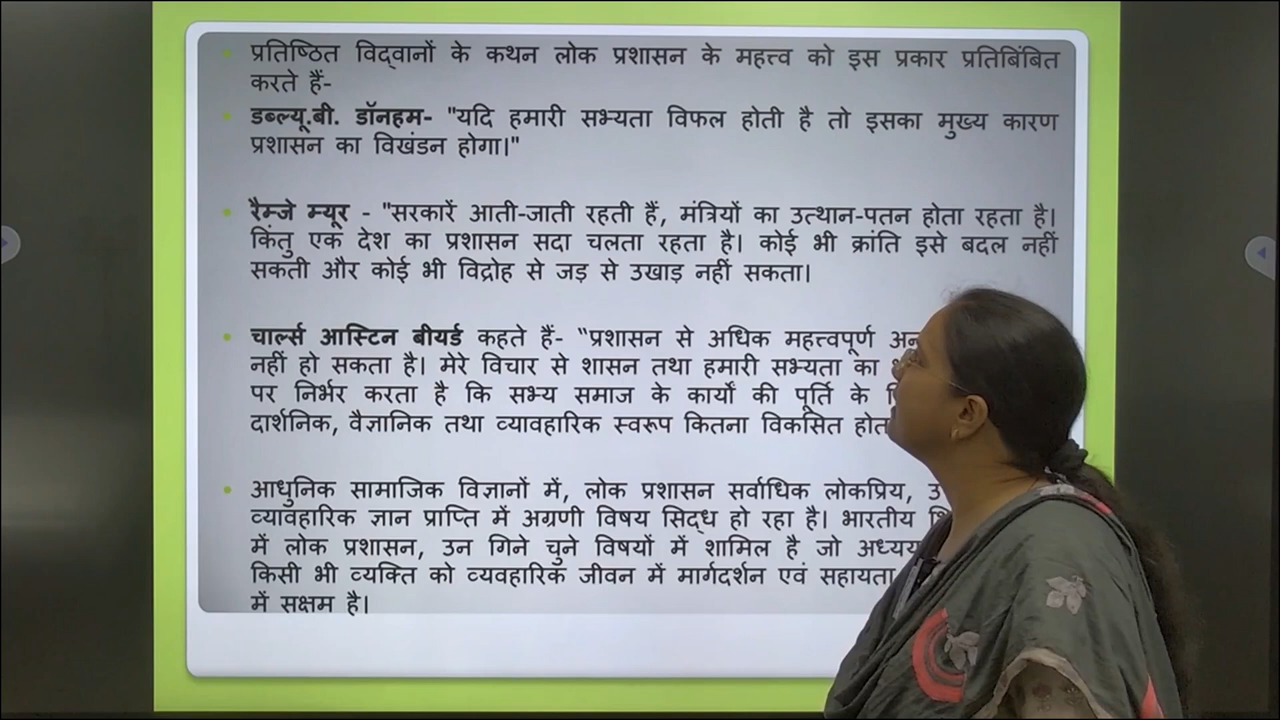 प्रतिष्ठित विद्वानों के कथन लोक प्रशासन के महत्त्व को इस प्रकार प्रतिबिंबित
करते हैं-
डब्ल्यू.बी. डॉनहम- "यदि हमारी सभ्यता विफल होती है तो इसका मुख्य कारण
प्रशासन का विखंडन होगा।"
रैम्जे म्यूर - "सरकारें आती-जाती रहती हैं, मंत्रियों का उत्थान-पतन होता रहता है।
किंतु एक देश का प्रशासन सदा चलता रहता है। कोई भी क्रांति इसे बदल नहीं
सकती और कोई भी विद्रोह से जड़ से उखाड़ नहीं सकता।
चार्ल्स आस्टिन बीयर्ड कहते हैं- “प्रशासन से अधिक महत्त्वपूर्ण
नहीं हो सकता है। मेरे विचार से शासन तथा हमारी सभ्यता का
पर निर्भर करता है कि सभ्य समाज के कार्यों की पूर्ति के
दार्शनिक, वैज्ञानिक तथा व्यावहारिक स्वरूप कितना विकसित
आधुनिक सामाजिक विज्ञानों में, लोक प्रशासन सर्वाधिक लोकप्रिय,
व्यावहारिक ज्ञान प्राप्ति में अग्रणी विषय सिद्ध हो रहा है। भारतीय
में लोक प्रशासन, उन गिने चुने विषयों में शामिल है जो
किसी भी व्यक्ति को व्यवहारिक जीवन में मार्गदर्शन एवं सहायता
में सक्षम है।